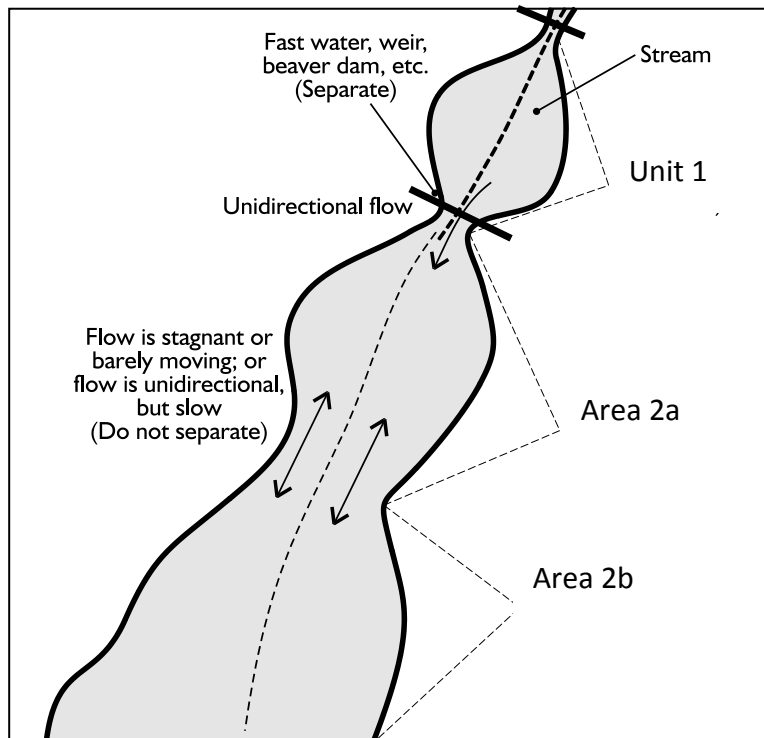 Fast water, weir,
beaver dam, etc.
(Separate)
Stream
Unit 1
Unidirectional flow
Flow is stagnant or
barely moving; or
flow is unidirectional,
but slow
(Do not separate)
Area 2a
Area 2b